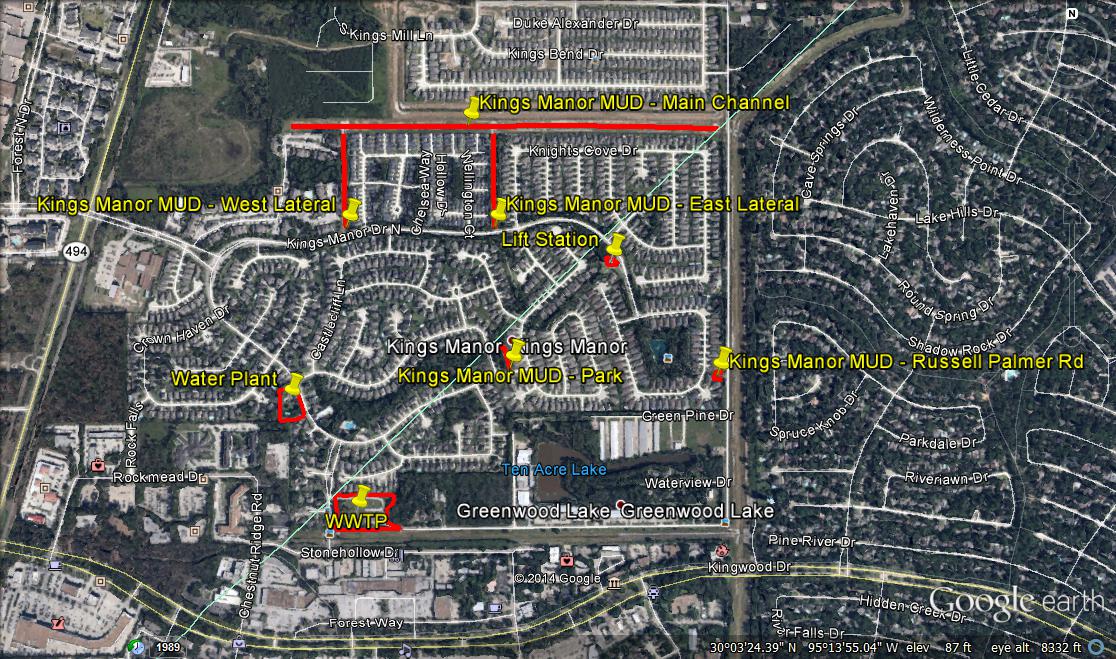 Duke Alexander Dr
Kings Mill Ln
Kings Bend Dr
N
Little Cedar Dr
Forest N Dr
Kings Manor MUD - Main Channel
Wilderness Point Dr
Cave Springs Dr
Knights Cove Dr
Chelsea Way
Hollow Dr
Wellington Ct
Kings Manor MUD - West Lateral
Kings Manor MUD - East Lateral
Lakehaven
Lake Hills Dr
Kings Manor Dr N
Lift Station
494
Round Spring Dr
Crown Haven Dr
Castlecliff Ln
Shadow Rock Dr
Kings Manor
Kings Manor
Kings Manor MUD - Russell Palmer Rd
Water Plant
Kings Manor MUD - Park
Green Pine Dr
Spruce Knob Dr
Rock Falls
Parkdale Dr
Rockmead Dr
Ten Acre Lake
Waterview Dr
Riverlawn Dr
Chestnut Ridge Rd
WWTP
Greenwood Lake
Greenwood Lake
Pine River Dr
Stonehollow Dr
Kingwood Dr
© 2014 Google
Hidden Creek Dr
Google earth
Forest Way
River Falls Dr
1989
30°03'24.39" N 95°13'55.04" W elev 87 ft eye alt 8332 ft